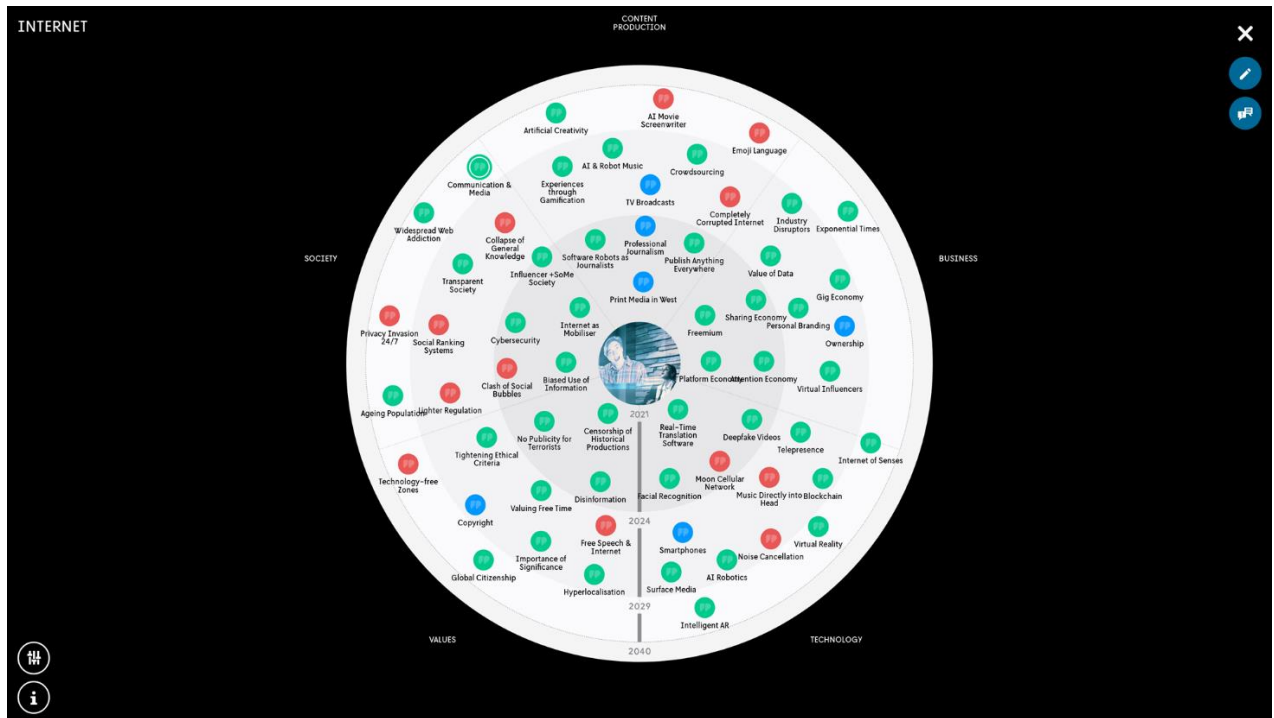 INTERNET
CONTENT
PRODUCTION
AI Movie
Screenwriter
Artificial Creativity
Emoji Language
AI & Robot Music
Crowdsourcing
Communication &
Media
Experiences
through
Gamification
TV Broadcasts
Completely
Corrupted Internet
Industry
Disruptors
Exponential Times
Widespread Web
Addiction
Collapse of
General
Knowledge
Software Robots as
Journalists
Professional
Journalism
Publish Anything
Everywhere
Value of Data
SOCIETY
BUSINESS
Transparent
Society
Influencer +SoMe
Society
Print Media in West
Gig Economy
Sharing Economy
Personal Branding
Ownership
Privacy Invasion
24/7
Social Ranking
Systems
Cybersecurity
Internet as
Mobiliser
Freemium
Clash of Social
Bubbles
Biased Use of
Information
Platform Economy
Attention Economy
Virtual Influencers
Ageing Population
Lighter Regulation
2021
No Publicity for
Terrorists
Censorship of
Historical
Productions
Real-Time
Translation
Software
Deepfake Videos
Telepresence
Internet of Senses
Tightening Ethical
Criteria
Technology-free
Zones
Moon Cellular
Network
Music Directly into
Head
Blockchain
Valuing Free Time
Disinformation
Facial Recognition
Copyright
2024
Free Speech &
Internet
Smartphones
Virtual Reality
Noise Cancellation
Importance of
Significance
Global Citizenship
Hyperlocalisation
Surface Media
AI Robotics
2029
Intelligent AR
VALUES
TECHNOLOGY
2040